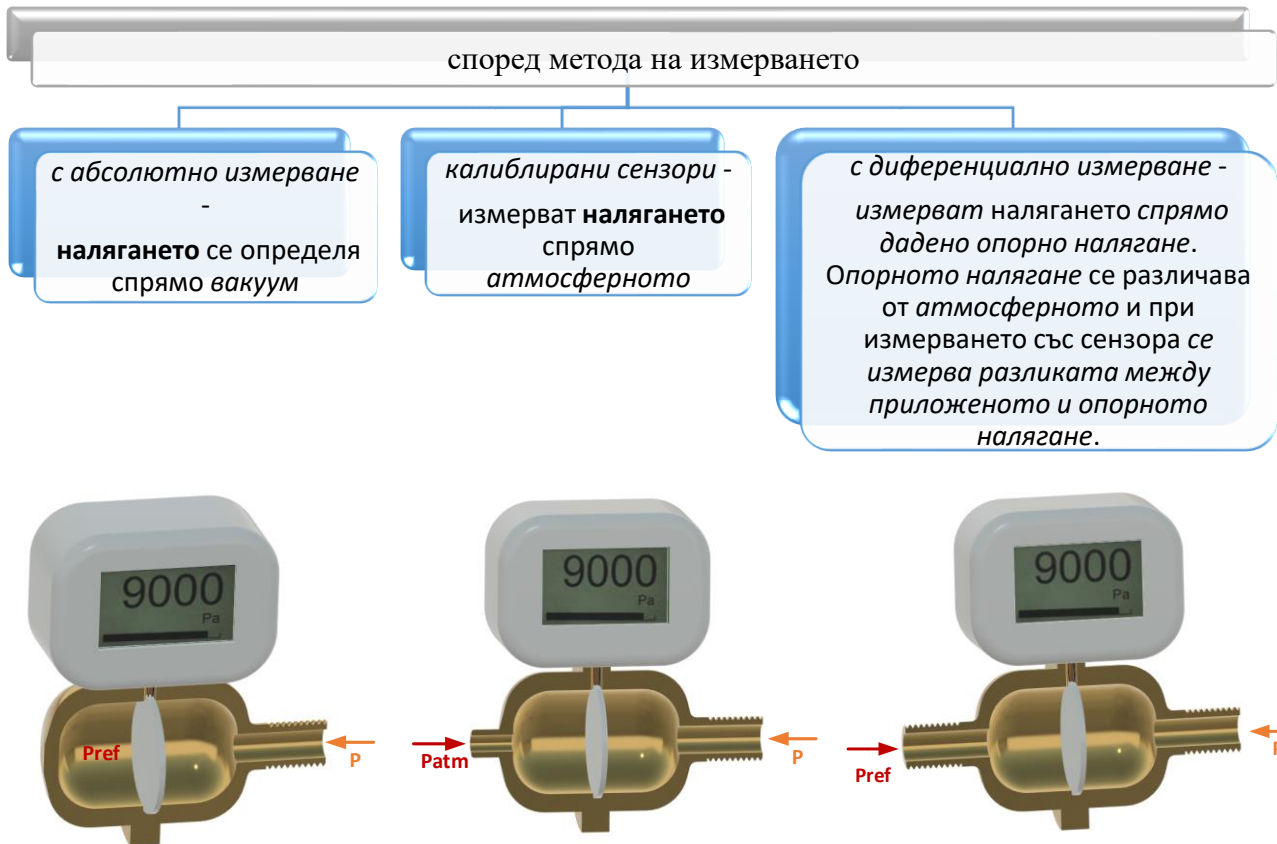 според метода на измерването
с абсолютно измерване
-
налягането се определя
спрямо вакуум
калиблирани сензори -
измерват налягането
спрямо
атмосферното
с диференциално измерване -
измерват налягането спрямо
дадено опорно налягане.
Опорното налягане се различава
от атмосферното и при
измерването със сензора се
измерва разликата между
приложеното и опорното
налягане.
9000
Pa
Pref
P
9000
Pa
Patm
P
9000
Pa
Pref
P